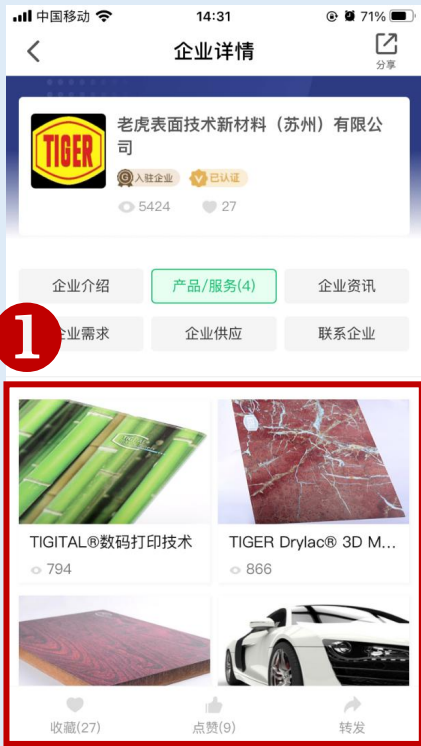 中国移动
14:31
71%
企业详情
分享
TIGER
老虎表面技术新材料（苏州）有限公
司
G
入驻企业
V
已认证
5424
27
企业介绍
产品/服务(4)
企业资讯
1
企业需求
企业供应
联系企业
TIGITAL®数码打印技术
TIGER Drylac® 3D M...
794
866
收藏(27)
点赞(9)
转发